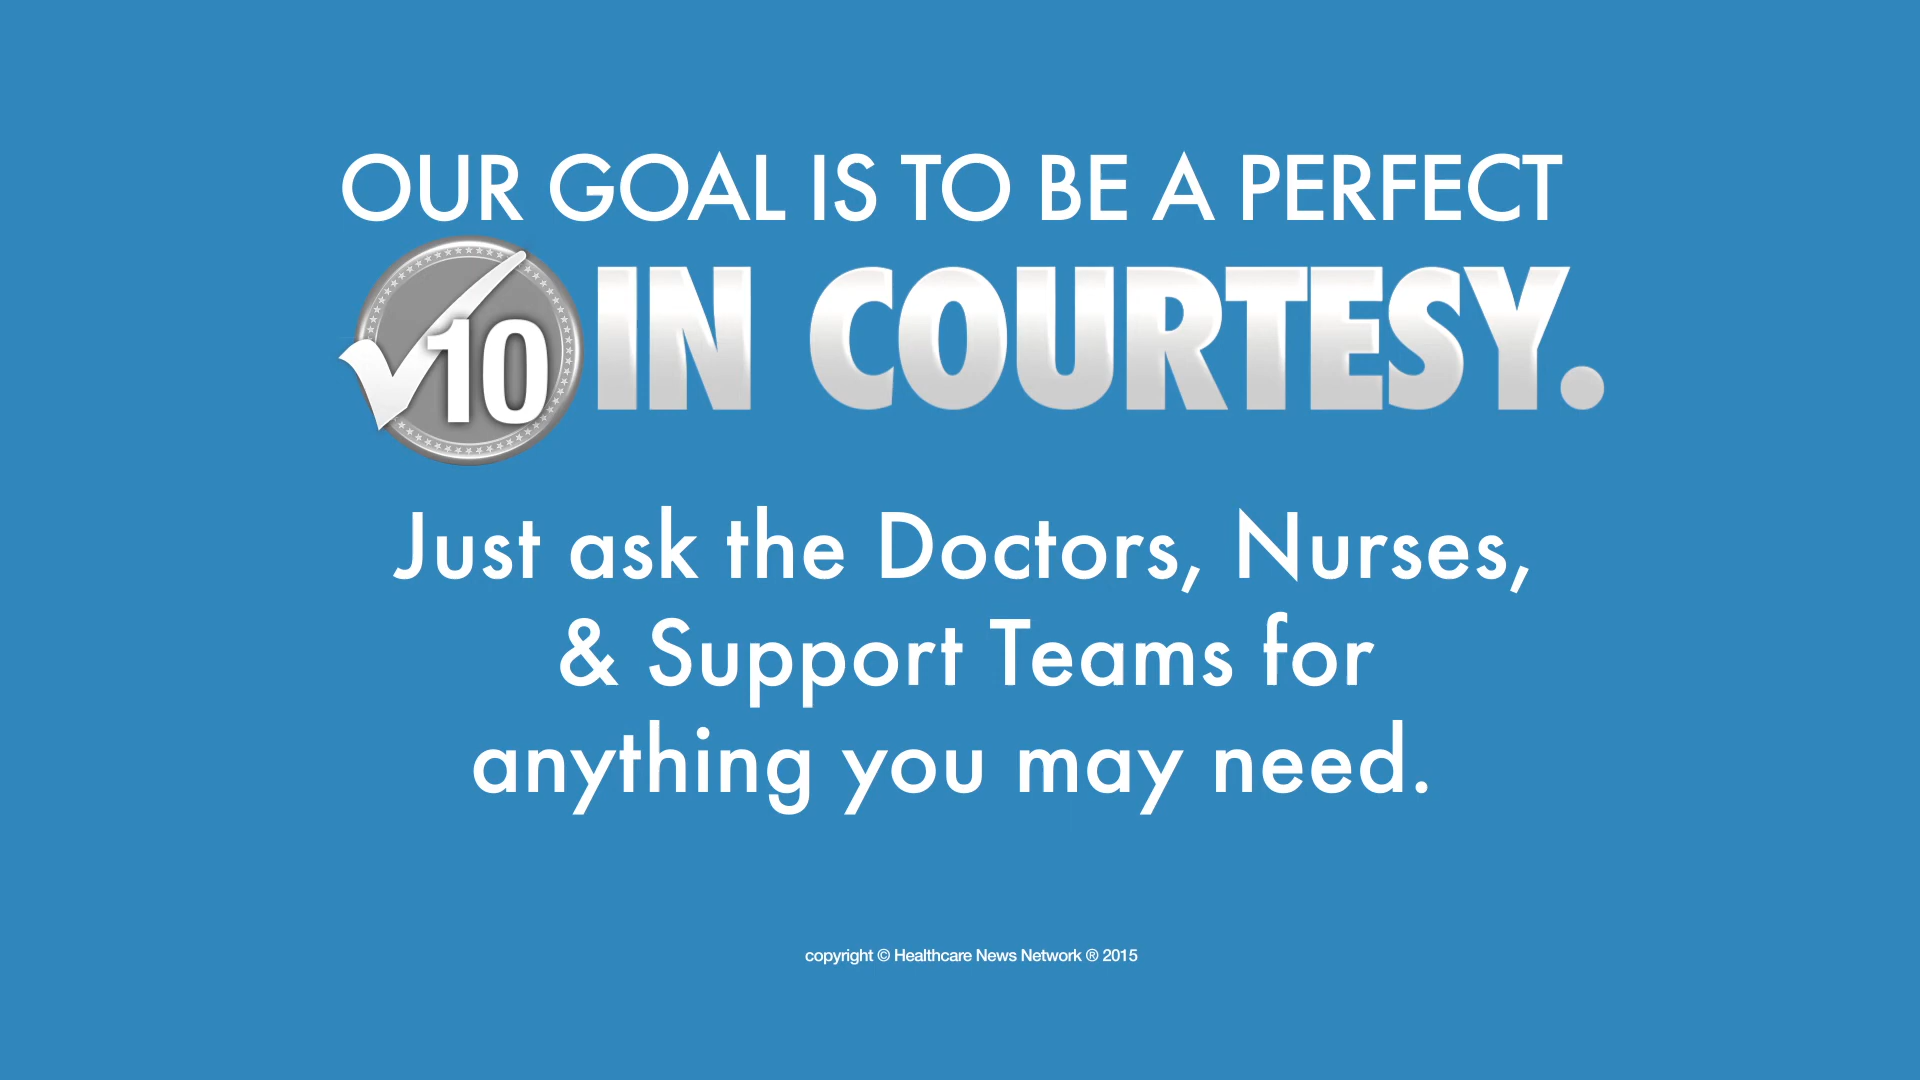 OUR GOAL IS TO BE A PERFECT
10 IN COURTESY.
Just ask the Doctors, Nurses,
& Support Teams for
anything you may need.
copyright © Healthcare News Network ® 2015